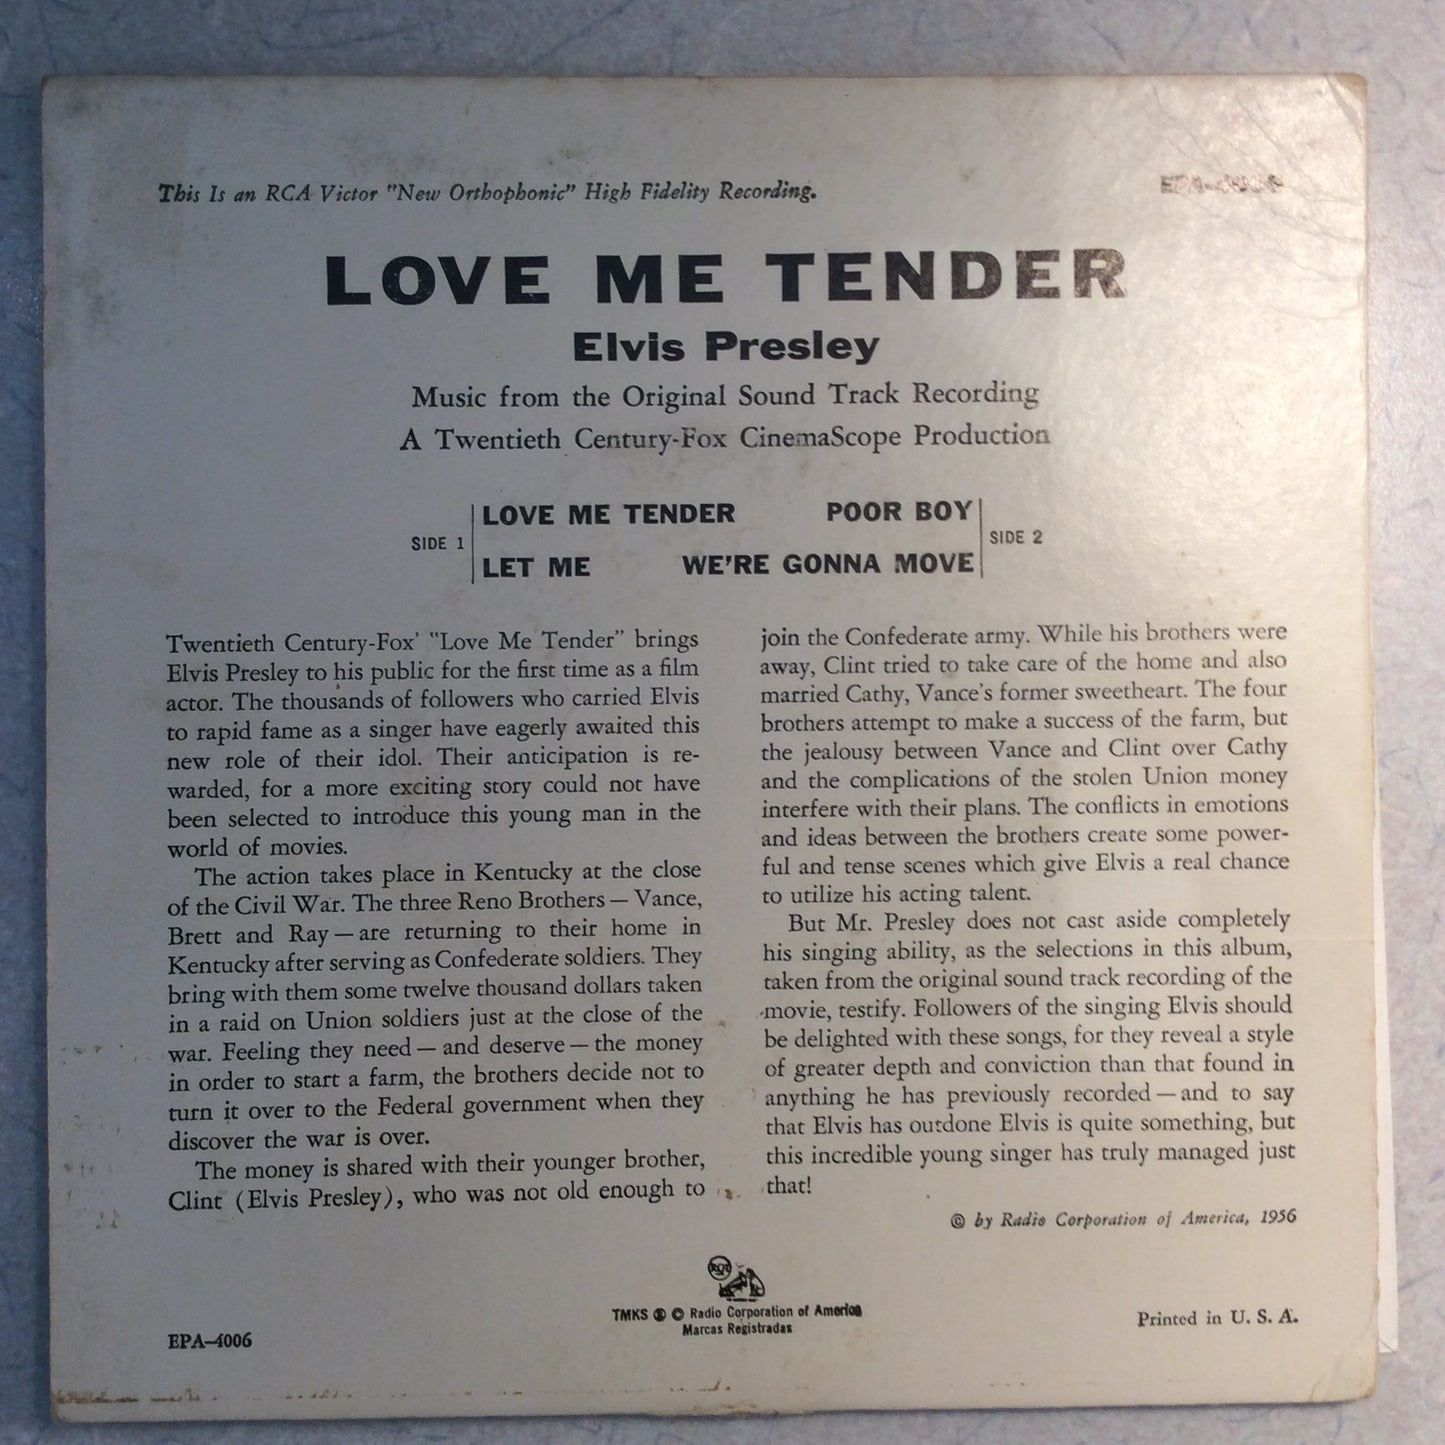 This Is an RCA Victor "New Orthophonic" High Fidelity Recording.
EPA-4006
LOVE ME TENDER
Elvis Presley
Music from the Original Sound Track Recording
A Twentieth Century-Fox CinemaScope Production
SIDE 1
LOVE ME TENDER
LET ME
POOR BOY
WE'RE GONNA MOVE
SIDE 2
Twentieth Century-Fox' "Love Me Tender" brings
Elvis Presley to his public for the first time as a film
actor. The thousands of followers who carried Elvis
to rapid fame as a singer have eagerly awaited this
new role of their idol. Their anticipation is re-
warded, for a more exciting story could not have
been selected to introduce this young man in the
world of movies.
The action takes place in Kentucky at the close
of the Civil War. The three Reno Brothers — Vance,
Brett and Ray — are returning to their home in
Kentucky after serving as Confederate soldiers. They
bring with them some twelve thousand dollars taken
in a raid on Union soldiers just at the close of the
war. Feeling they need — and deserve — the money
in order to start a farm, the brothers decide not to
turn it over to the Federal government when they
discover the war is over.
The money is shared with their younger brother,
Clint (Elvis Presley), who was not old enough to
join the Confederate army. While his brothers were
away, Clint tried to take care of the home and also
married Cathy, Vance's former sweetheart. The four
brothers attempt to make a success of the farm, but
the jealousy between Vance and Clint over Cathy
and the complications of the stolen Union money
interfere with their plans. The conflicts in emotions
and ideas between the brothers create some power-
ful and tense scenes which give Elvis a real chance
to utilize his acting talent.
But Mr. Presley does not cast aside completely
his singing ability, as the selections in this album,
taken from the original sound track recording of the
movie, testify. Followers of the singing Elvis should
be delighted with these songs, for they reveal a style
of greater depth and conviction than that found in
anything he has previously recorded — and to say
that Elvis has outdone Elvis is quite something, but
this incredible young singer has truly managed just
that!
© by Radio Corporation of America, 1956
RCA
TMKS ® © Radio Corporation of America
Marcas Registradas
EPA-4006
Printed in U. S. A.